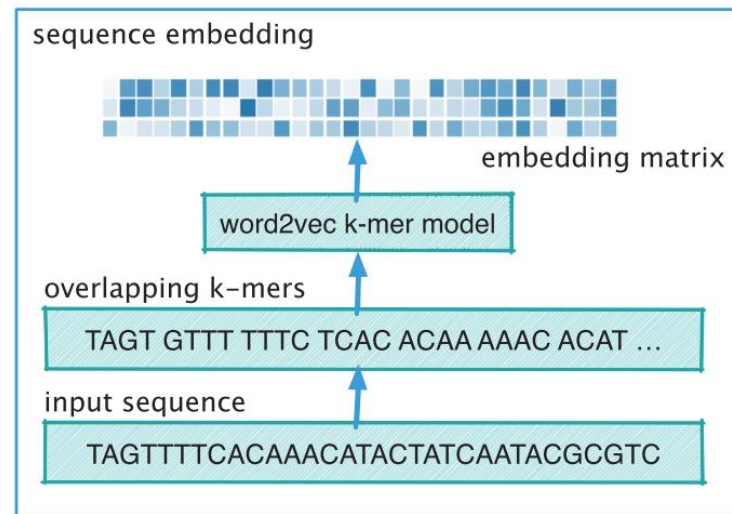 sequence embedding
embedding matrix
word2vec k-mer model
overlapping k-mers
TAGT GTTT TTTC TCAC ACAA AAAC ACAT ...
input sequence
TAGTTTTCACAAACATACTATCAATACGCGTC